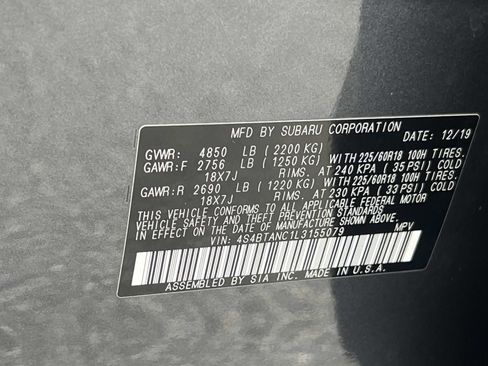 MFD BY SUBARU CORPORATION DATE: 12/19
GVWR: 4850 LB ( 2200 KG)
GAWR:F 2756 LB ( 1250 KG) WITH 225/60R18 100H TIRES.
18X7J RIMS. AT 240 KPA ( 35 PSI) COLD.
GAWR:R 2690 LB ( 1220 KG) WITH 225/60R18 100H TIRES.
18X7J RIMS. AT 230 KPA ( 33 PSI) COLD.
THIS VEHICLE CONFORMS TO ALL APPLICABLE FEDERAL MOTOR
VEHICLE SAFETY, BUMPER, AND THEFT PREVENTION STANDARDS
IN EFFECT ON THE DATE OF MANUFACTURE SHOWN ABOVE.
VIN: 4S4BTANC1L3155079 MPV
ASSEMBLED BY SIA INC. MADE IN U.S.A.